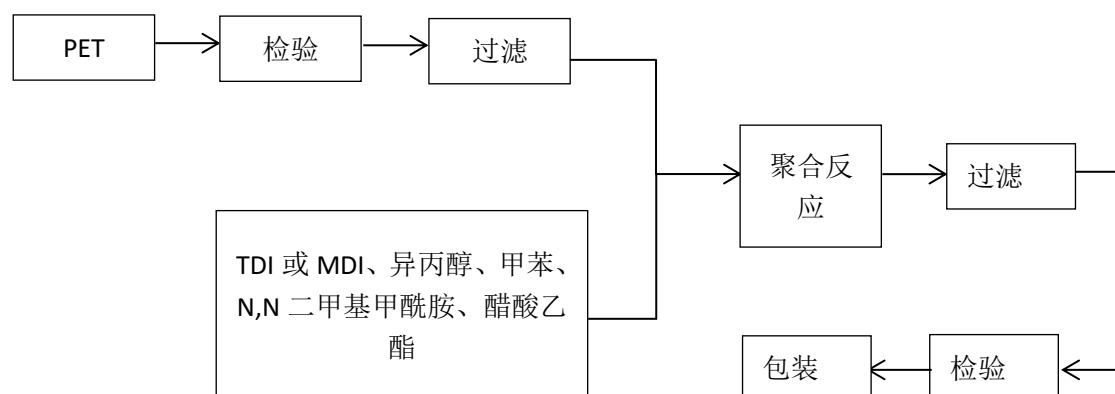 PET
检验
过滤
聚合反
应
过滤
TDI 或 MDI、异丙醇、甲苯、
N,N 二甲基甲酰胺、醋酸乙
酯
包装
检验